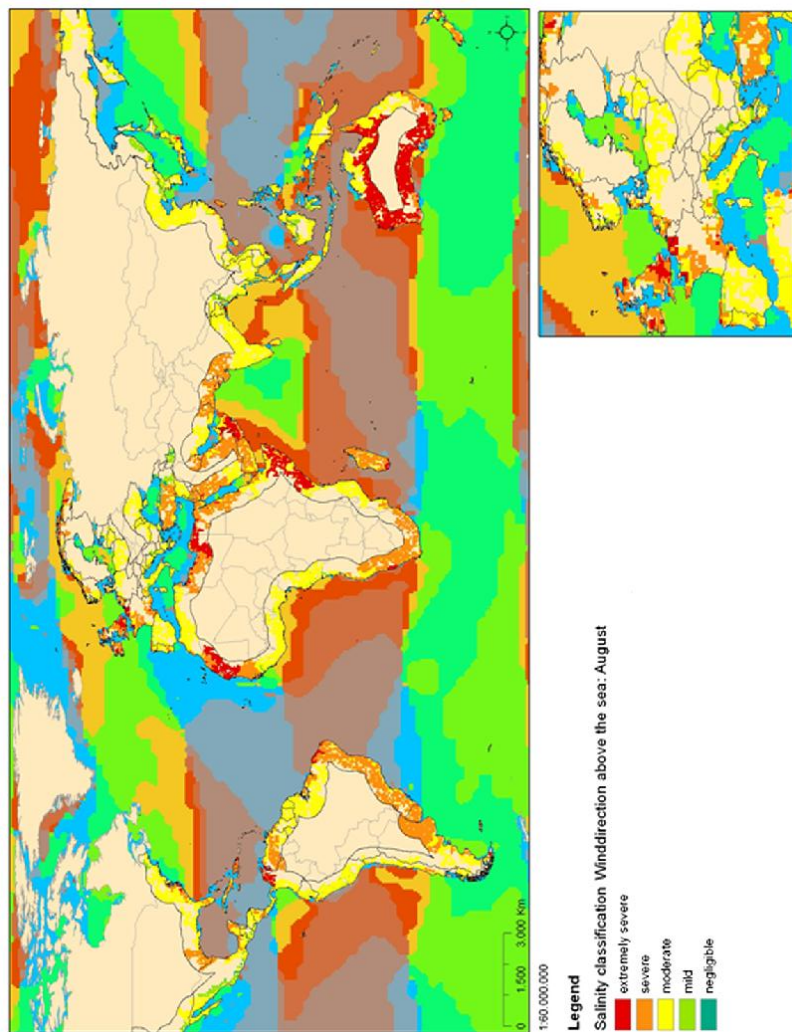 0 1.500 3.000 Km
1:60.000.000
Legend
Salinity classification Winddirection above the sea: August
extremely severe
severe
moderate
mild
negligible